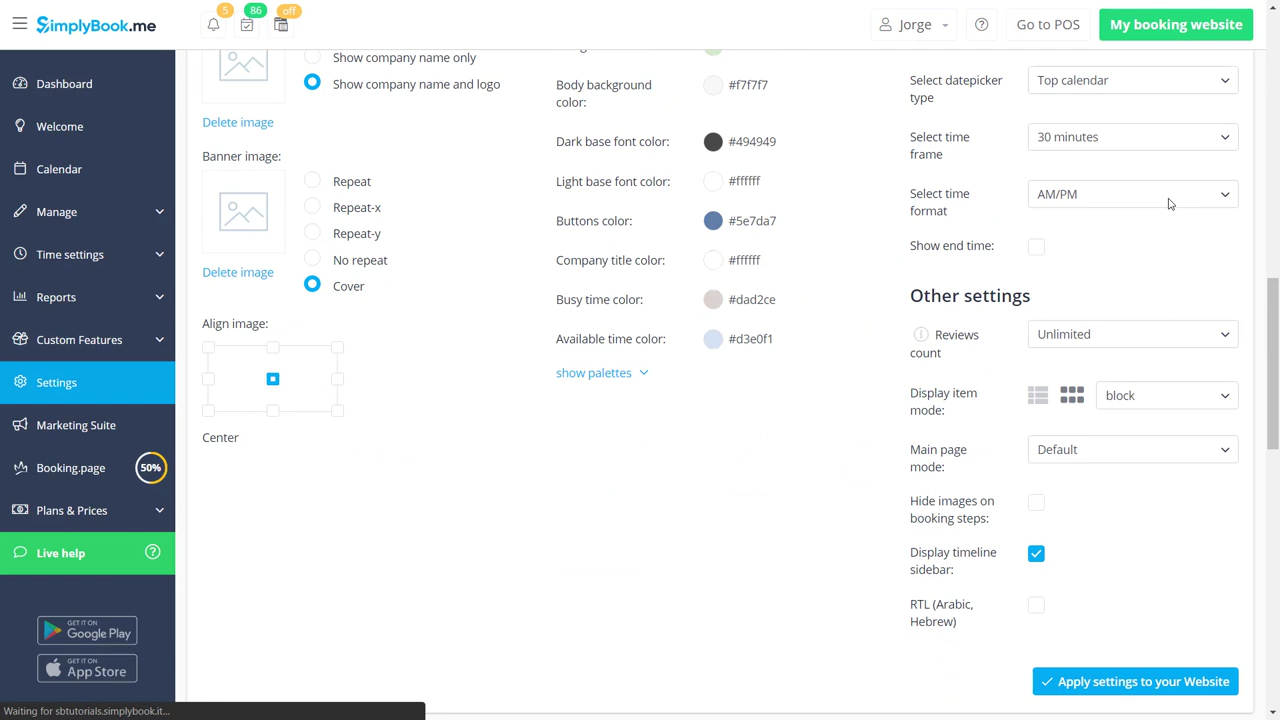 SimplyBook.me
5
86
off
Jorge
Go to POS
My booking website
Dashboard
Welcome
Calendar
Manage
Time settings
Reports
Custom Features
Settings
Marketing Suite
Booking.page
50%
Plans & Prices
Live help
GET IT ON
Google Play
GET IT ON
App Store
Waiting for sbtutorials.simplybook.it...
Show company name only
Show company name and logo
Delete image
Banner image:
Repeat
Repeat-x
Repeat-y
No repeat
Cover
Delete image
Align image:
Center
Body background
color:
#f7f7f7
Dark base font color:
#494949
Light base font color:
#ffffff
Buttons color:
#5e7da7
Company title color:
#ffffff
Busy time color:
#dad2ce
Available time color:
#d3e0f1
show palettes
Select datepicker
type
Top calendar
Select time
frame
30 minutes
Select time
format
AM/PM
Show end time:
Other settings
Reviews
count
Unlimited
Display item
mode:
block
Main page
mode:
Default
Hide images on
booking steps:
Display timeline
sidebar:
RTL (Arabic,
Hebrew)
Apply settings to your Website